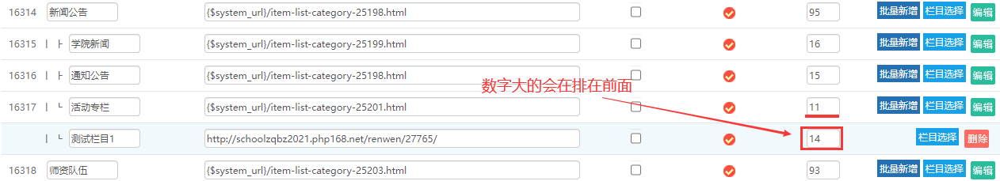 16314 新闻公告 {$system_url}/item-list-category-25198.html 95 批量新增 栏目选择 编辑
16315 学院新闻 {$system_url}/item-list-category-25199.html 16 批量新增 栏目选择 编辑
16316 通知公告 {$system_url}/item-list-category-25198.html 15 批量新增 栏目选择 编辑
数字大的会在排在前面
16317 活动专栏 {$system_url}/item-list-category-25201.html 11 批量新增 栏目选择 编辑
测试栏目1 http://schoolzqbz2021.php168.net/renwen/27765/ 14 栏目选择 删除
16318 师资队伍 {$system_url}/item-list-category-25203.html 93 批量新增 栏目选择 编辑